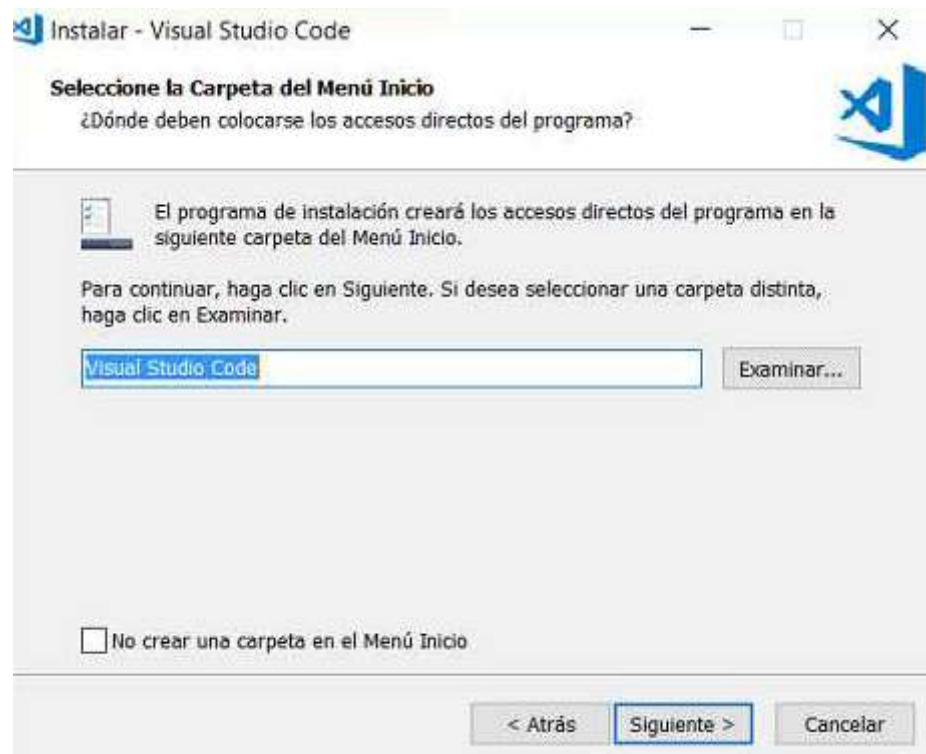 Instalar - Visual Studio Code
Seleccione la Carpeta del Menú Inicio
¿Dónde deben colocarse los accesos directos del programa?
El programa de instalación creará los accesos directos del programa en la
siguiente carpeta del Menú Inicio.
Para continuar, haga clic en Siguiente. Si desea seleccionar una carpeta distinta,
haga clic en Examinar.
Visual Studio Code
Examinar...
No crear una carpeta en el Menú Inicio
< Atrás
Siguiente >
Cancelar